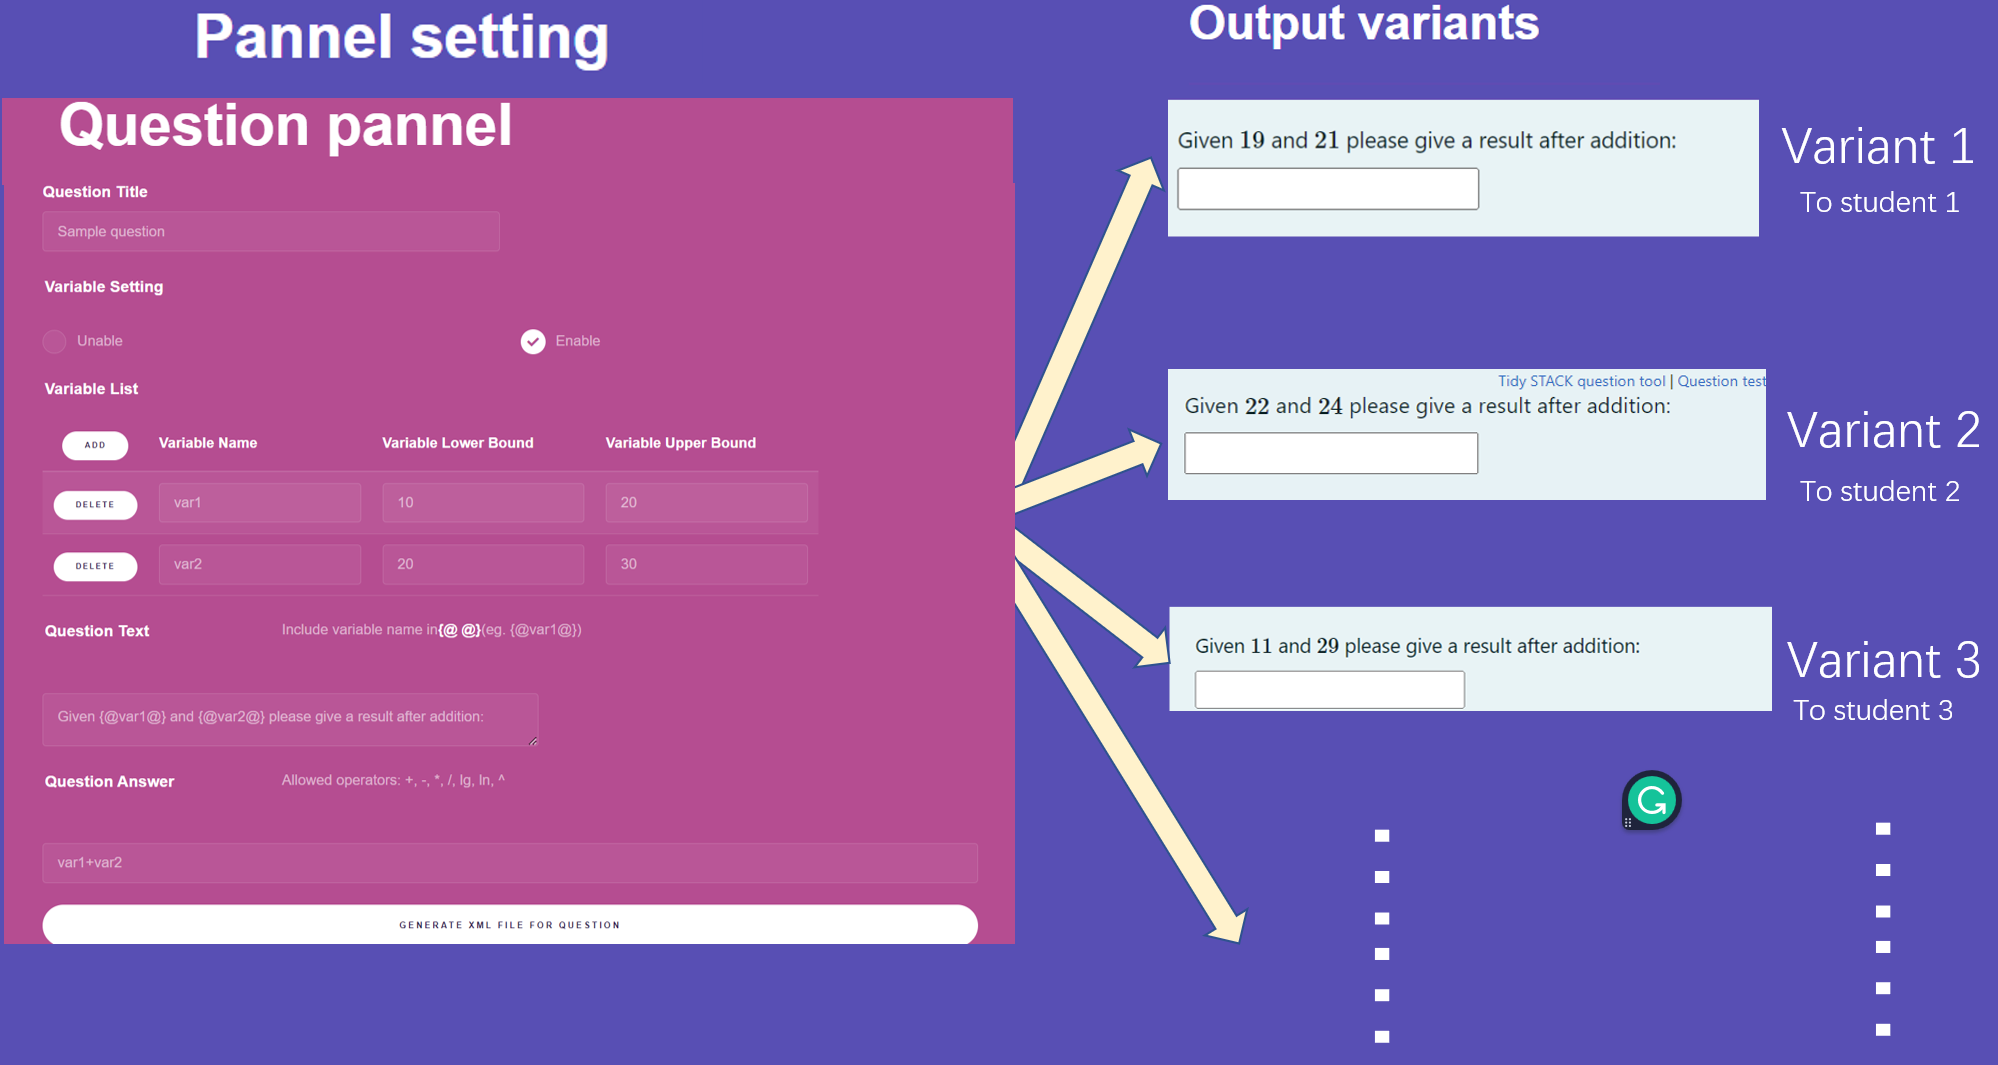 Pannel setting
Question pannel
Question Title
Sample question
Variable Setting
Unable
Enable
Variable List
ADD
Variable Name
Variable Lower Bound
Variable Upper Bound
DELETE
var1
10
20
DELETE
var2
20
30
Question Text
Include variable name in{@ @}(eg. {@var1@})
Given {@var1@} and {@var2@} please give a result after addition:
Question Answer
Allowed operators: +, -, *, /, lg, ln, ^
var1+var2
GENERATE XML FILE FOR QUESTION
Output variants
Given 19 and 21 please give a result after addition:
Variant 1
To student 1
Tidy STACK question tool | Question test
Given 22 and 24 please give a result after addition:
Variant 2
To student 2
Given 11 and 29 please give a result after addition:
Variant 3
To student 3
G